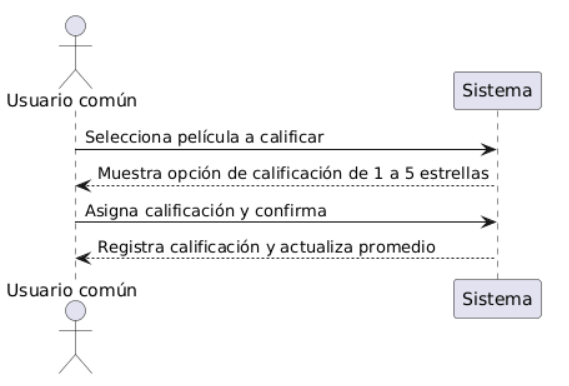 Usuario común
Sistema
Selecciona película a calificar
Muestra opción de calificación de 1 a 5 estrellas
Asigna calificación y confirma
Registra calificación y actualiza promedio
Usuario común
Sistema